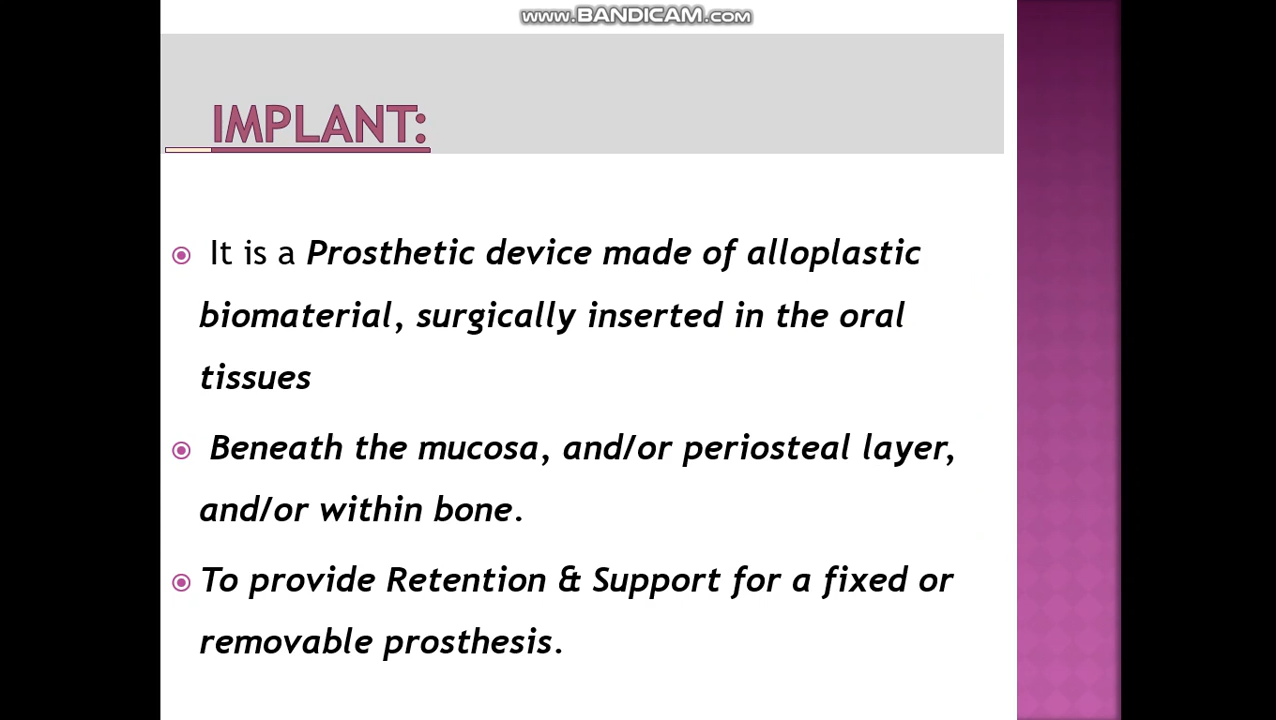 www.BANDICAM.com
IMPLANT:
It is a Prosthetic device made of alloplastic
biomaterial, surgically inserted in the oral
tissues
Beneath the mucosa, and/or periosteal layer,
and/or within bone.
To provide Retention & Support for a fixed or
removable prosthesis.